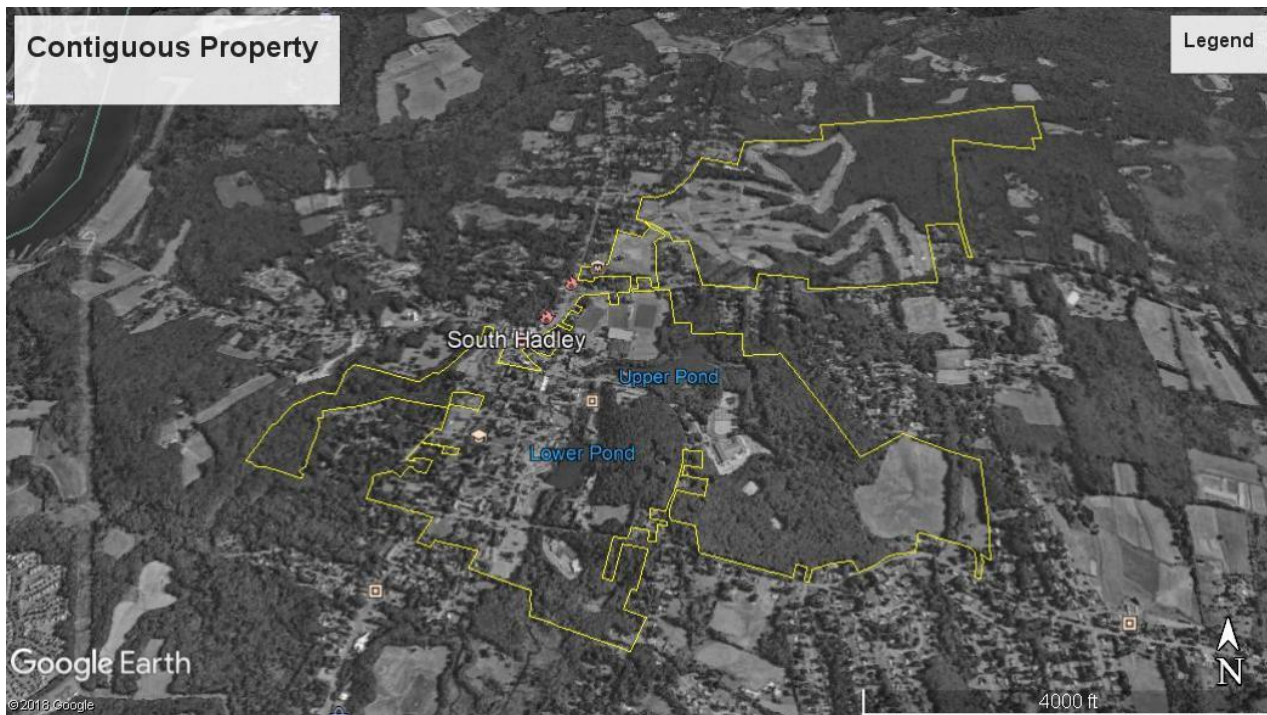 Contiguous Property
Legend
South Hadley
Upper Pond
Lower Pond
Google Earth
N
©2018 Google
4000 ft